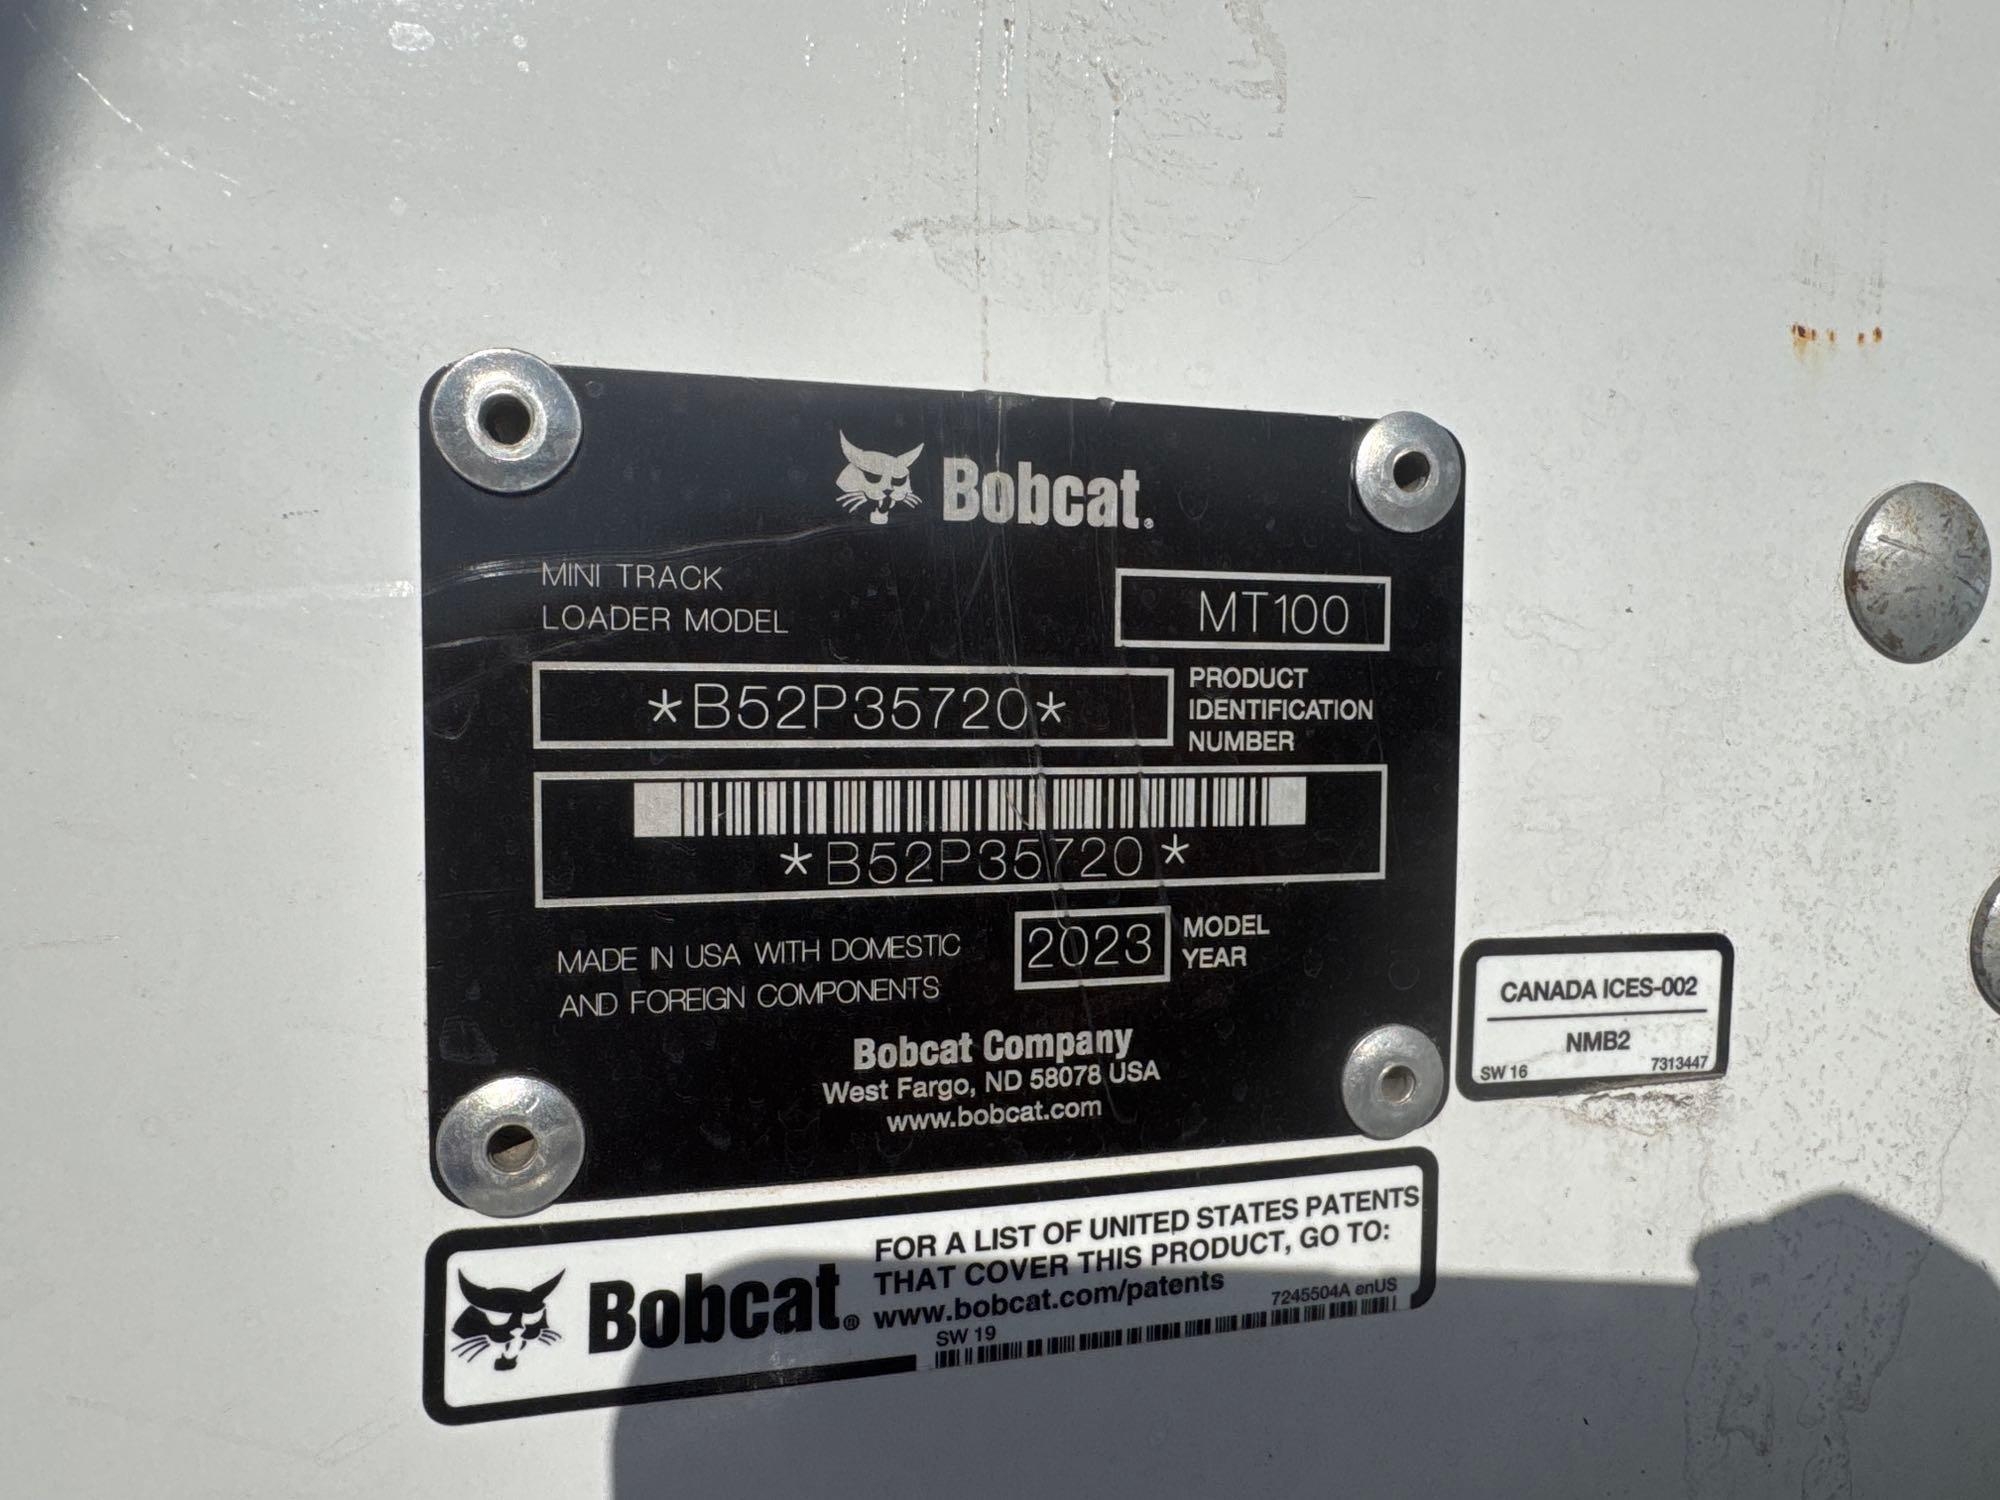 Bobcat.
MINI TRACK
LOADER MODEL
MT100
*B52P35720*
PRODUCT
IDENTIFICATION
NUMBER
*B52P35720*
MADE IN USA WITH DOMESTIC
AND FOREIGN COMPONENTS
2023
MODEL
YEAR
Bobcat Company
West Fargo, ND 58078 USA
www.bobcat.com
CANADA ICES-002
NMB2
SW 16
7313447
Bobcat®
FOR A LIST OF UNITED STATES PATENTS
THAT COVER THIS PRODUCT, GO TO:
www.bobcat.com/patents
7245504A enUS
SW 19